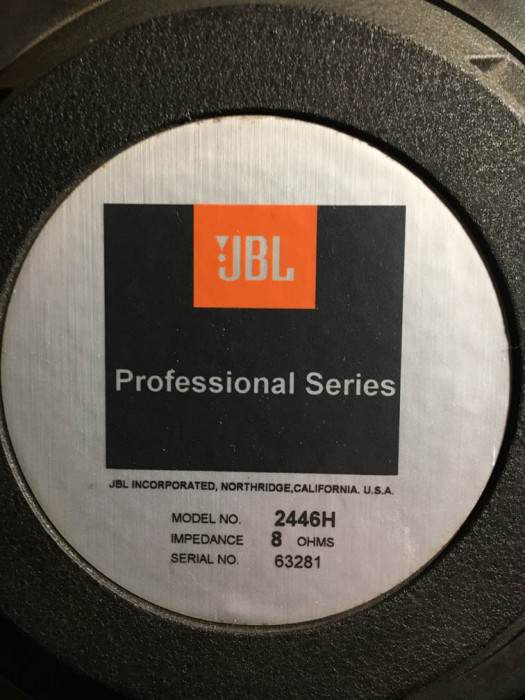 JBL
Professional Series
JBL INCORPORATED, NORTHRIDGE,CALIFORNIA. U.S.A.
MODEL NO. 2446H
IMPEDANCE 8 OHMS
SERIAL NO. 63281